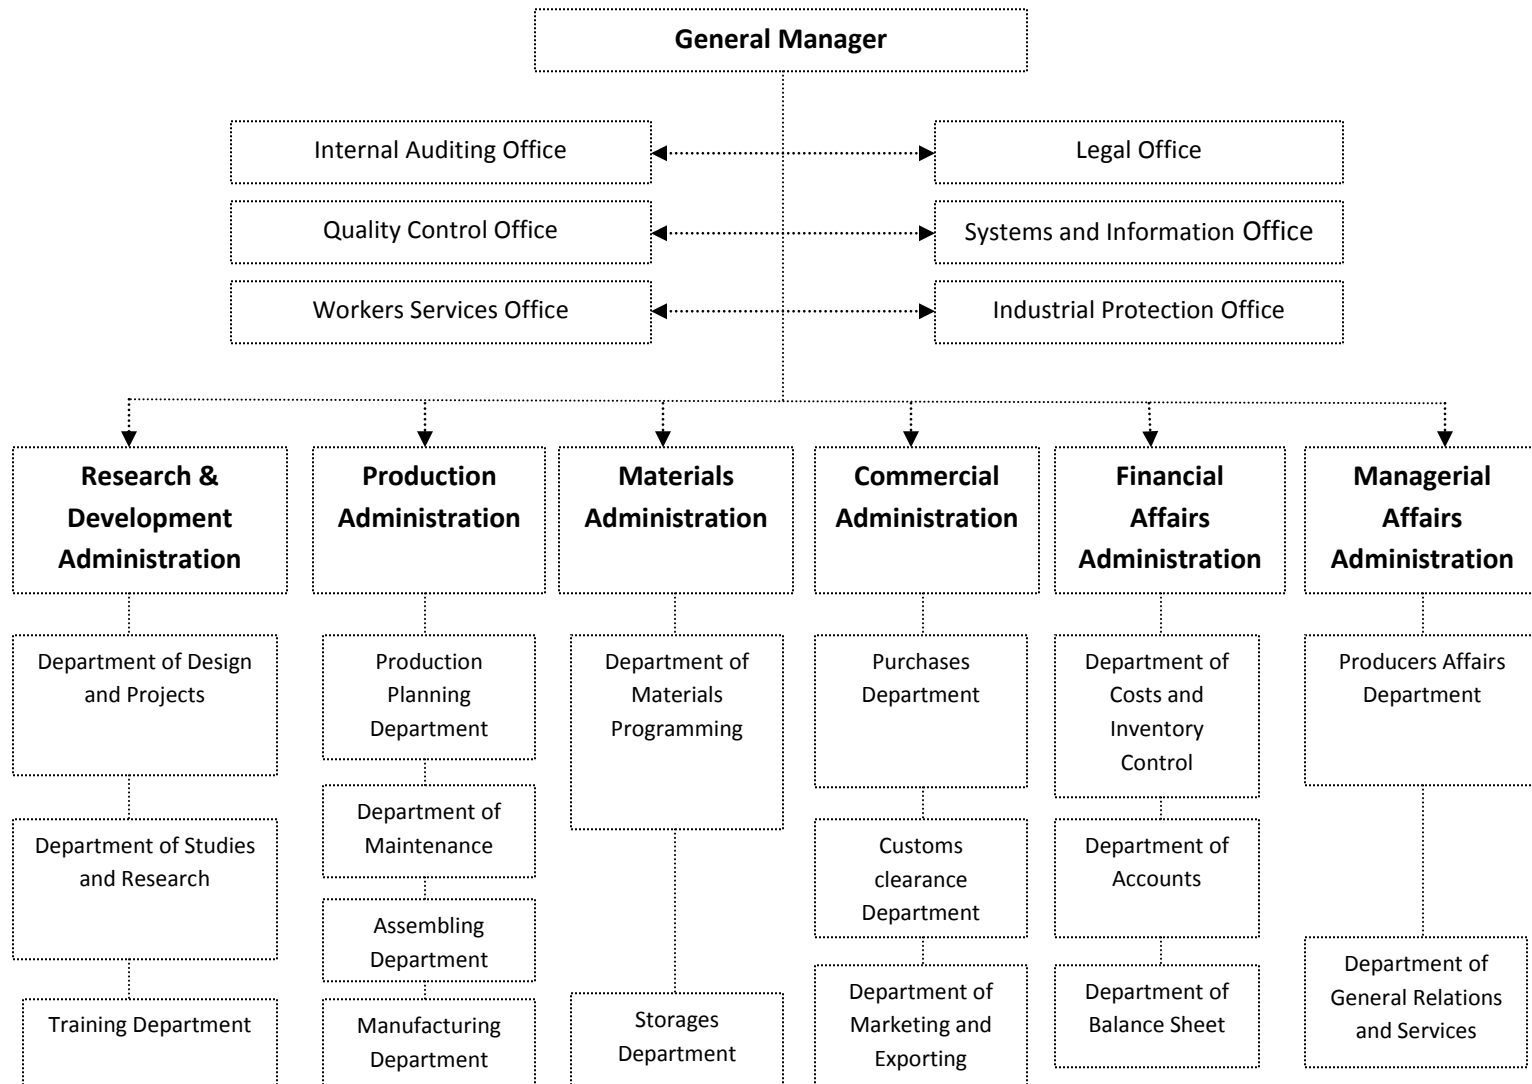 General Manager
Internal Auditing Office
Legal Office
Quality Control Office
Systems and Information Office
Workers Services Office
Industrial Protection Office
Research &
Development
Administration
Production
Administration
Materials
Administration
Commercial
Administration
Financial
Affairs
Administration
Managerial
Affairs
Administration
Department of Design
and Projects
Department of Studies
and Research
Training Department
Production
Planning
Department
Department of
Maintenance
Assembling
Department
Manufacturing
Department
Department of
Materials
Programming
Storages
Department
Purchases
Department
Customs
clearance
Department
Department of
Marketing and
Exporting
Department of
Costs and
Inventory
Control
Department of
Accounts
Department of
Balance Sheet
Producers Affairs
Department
Department of
General Relations
and Services